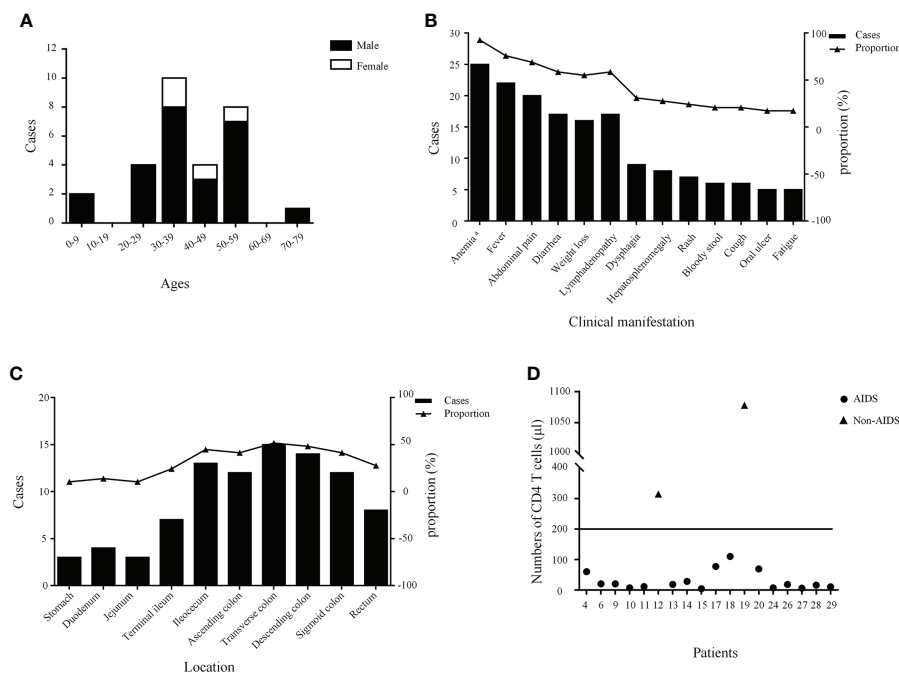 A
12
10
8
6
4
2
0
Cases
0-9
10-19
20-29
30-39
40-49
50-59
60-69
70-79
Ages
Male
Female
B
30
25
20
15
10
5
0
Cases
100
50
0
-50
-100
proportion (%)
Cases
Proportion
Anemia a
Fever
Abdominal pain
Diarrhea
Weight loss
Lymphadenopathy
Dysphagia
Hepatosplenomegaly
Rash
Bloody stool
Cough
Oral ulcer
Fatigue
Clinical manifestation
C
20
15
10
5
0
Cases
100
50
0
-50
-100
proportion (%)
Cases
Proportion
Stomach
Duodenum
Jejunum
Terminal ileum
Ileocecum
Ascending colon
Transverse colon
Descending colon
Sigmoid colon
Rectum
Location
D
1100
1050
1000
400
300
200
100
0
Numbers of CD4 T cells (μl)
4 6 9 10 11 12 13 14 15 17 18 19 20 24 26 27 28 29
Patients
AIDS
Non-AIDS